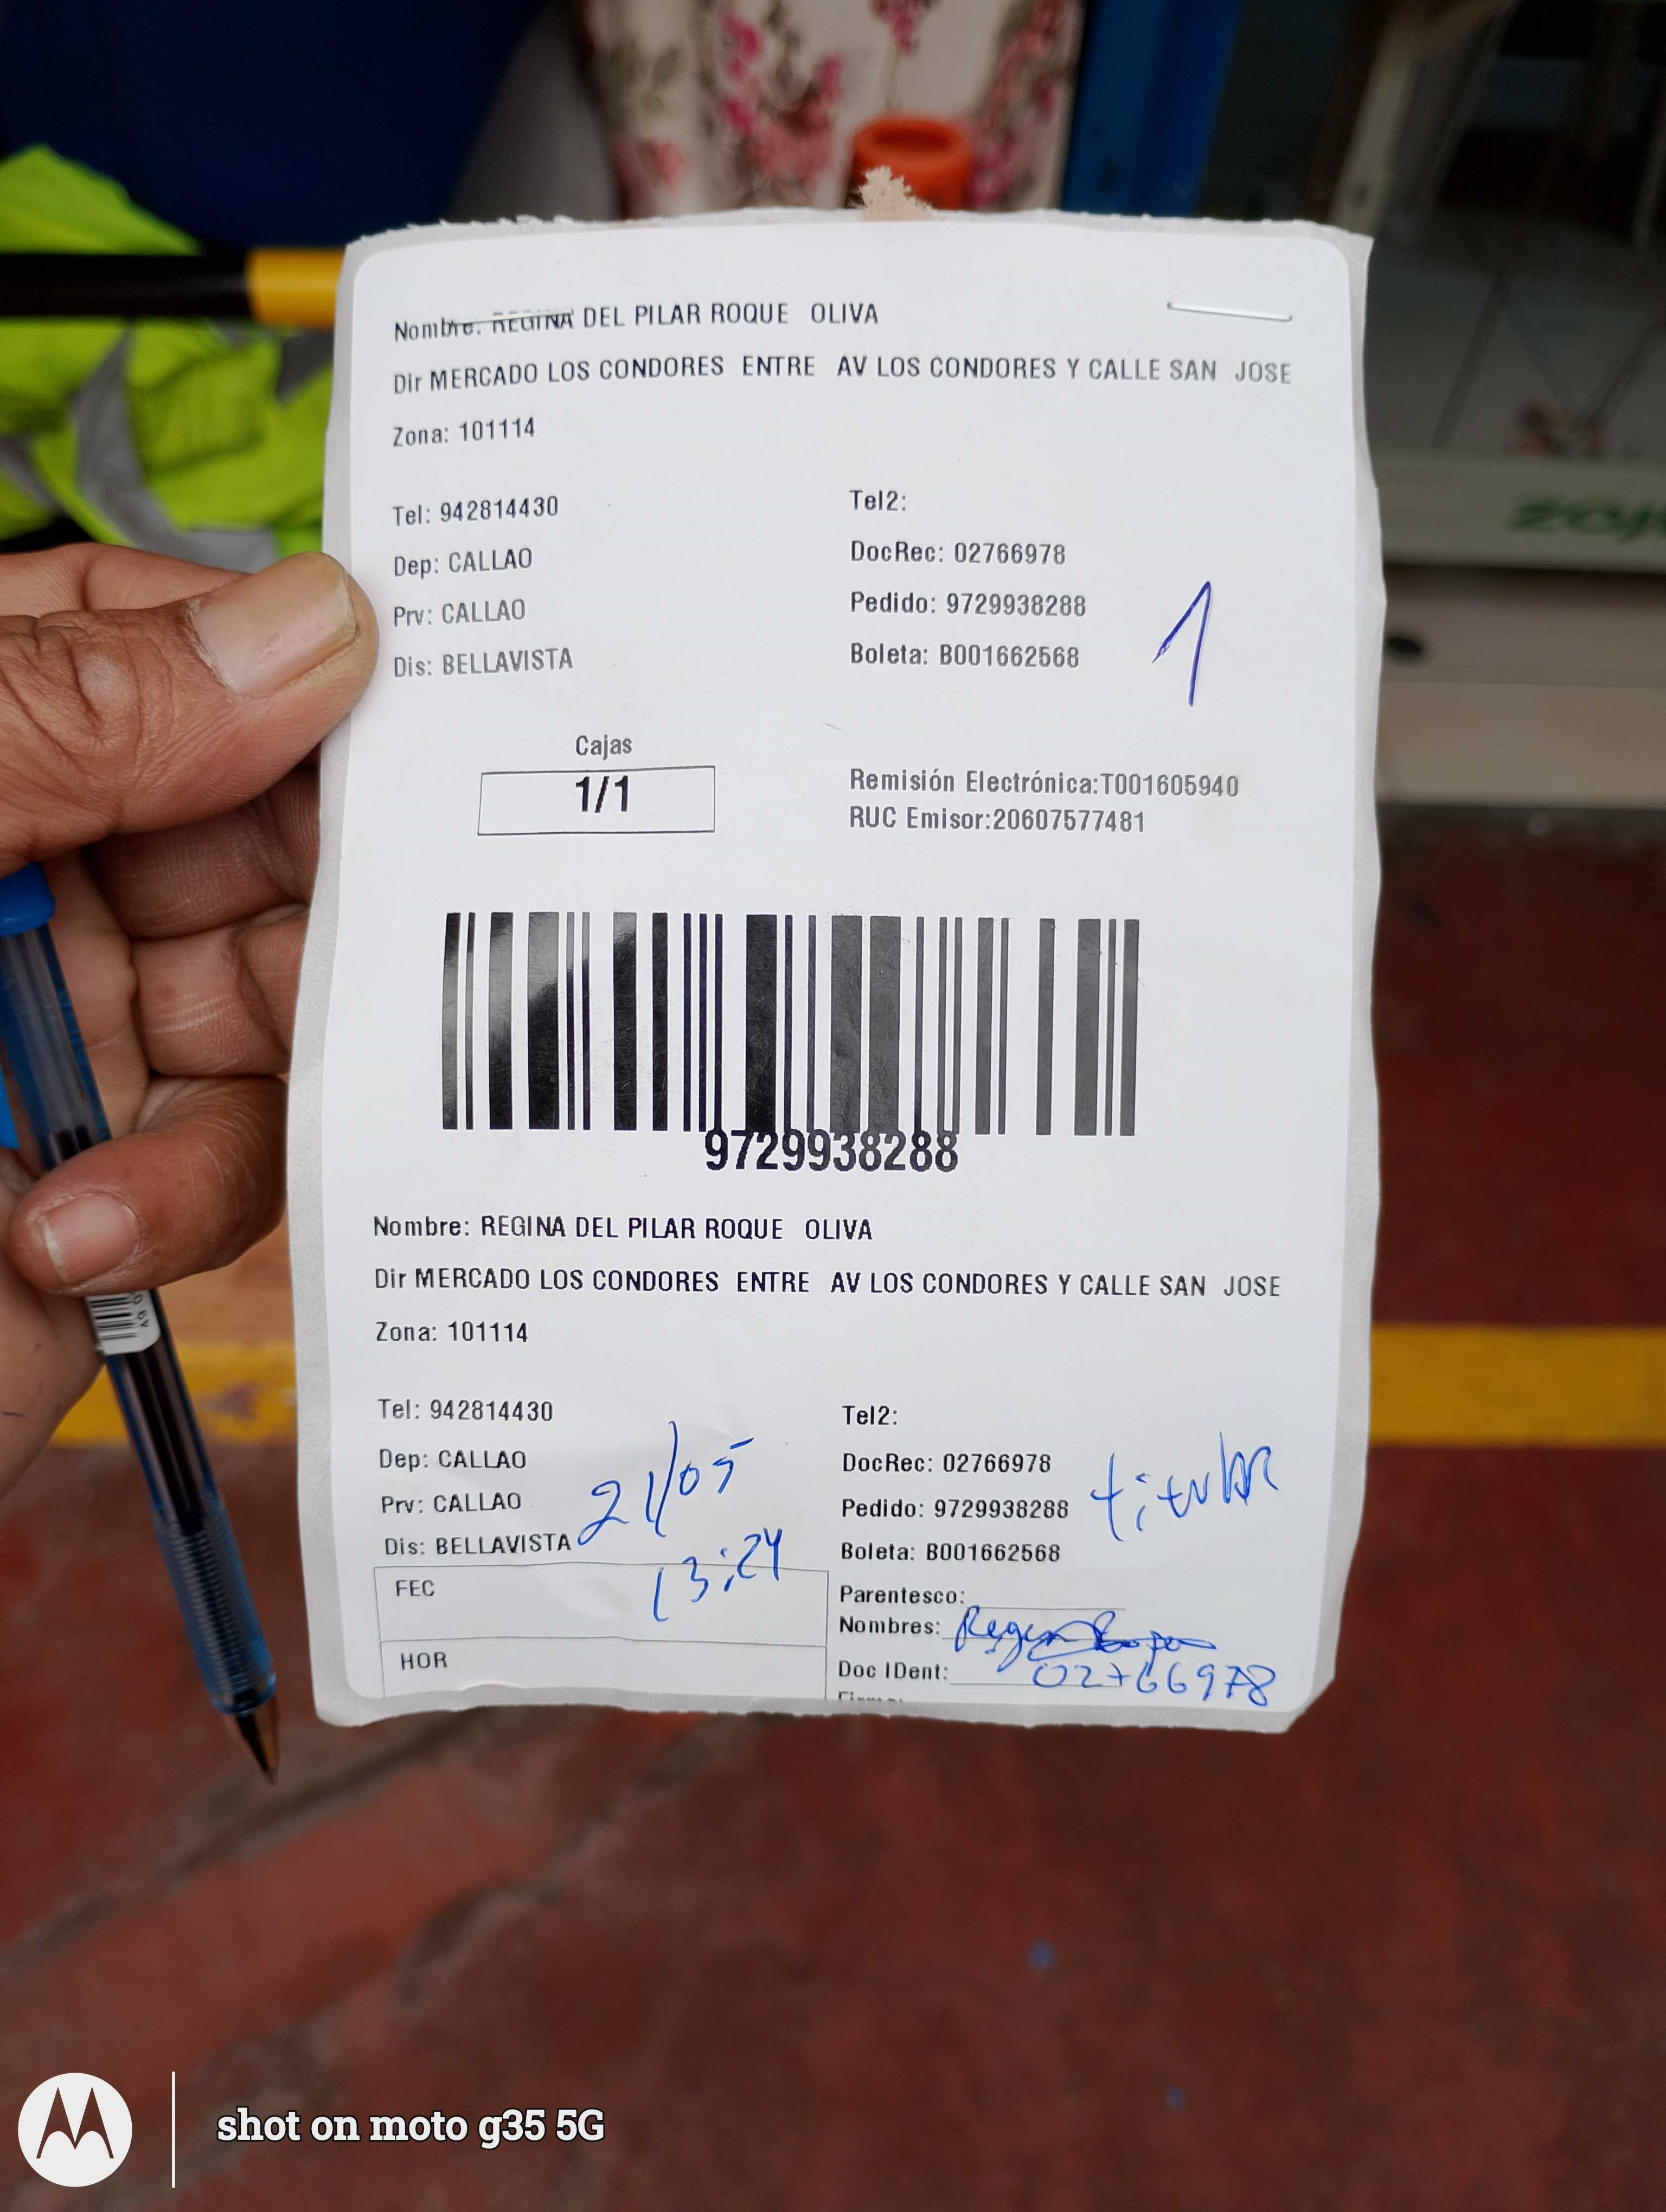 Nombre: REGINA DEL PILAR ROQUE OLIVA
Dir MERCADO LOS CONDORES ENTRE AV LOS CONDORES Y CALLE SAN JOSE
Zona: 101114
Tel: 942814430
Tel2:
Dep: CALLAO
DocRec: 02766978
Prv: CALLAO
Pedido: 9729938288
1
Dis: BELLAVISTA
Boleta: B001662568
Cajas
1/1
Remisión Electrónica:T001605940
RUC Emisor:20607577481
9729938288
Nombre: REGINA DEL PILAR ROQUE OLIVA
Dir MERCADO LOS CONDORES ENTRE AV LOS CONDORES Y CALLE SAN JOSE
Zona: 101114
Tel: 942814430
Tel2:
Dep: CALLAO
DocRec: 02766978
titular
Prv: CALLAO
21/05
Pedido: 9729938288
Dis: BELLAVISTA
Boleta: B001662568
FEC
13:24
Parentesco:
Nombres:
HOR
Doc IDent: 02766978
Firma:
shot on moto g35 5G